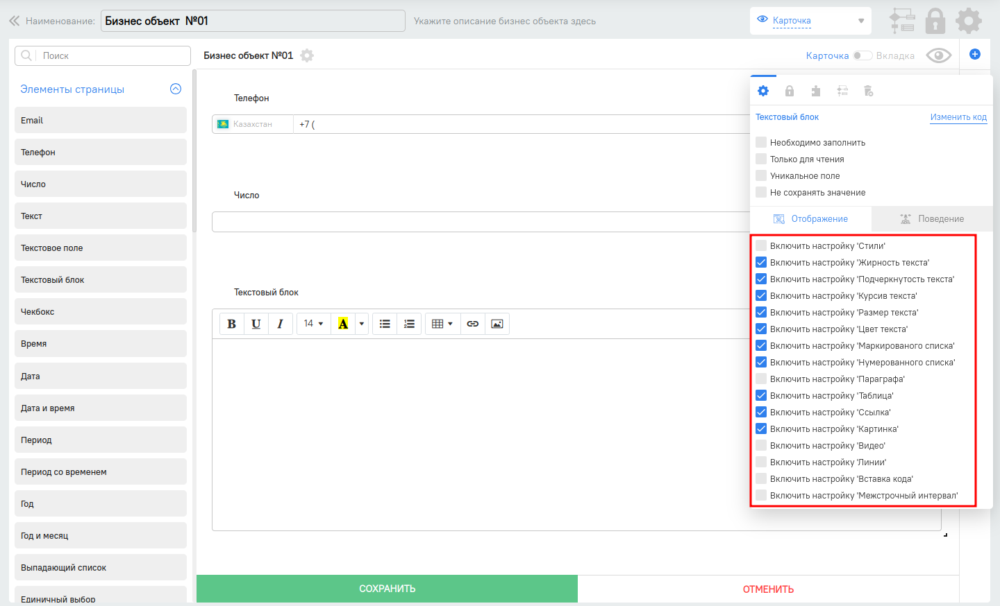 Наименование:
Бизнес объект №01
Укажите описание бизнес объекта здесь
Карточка
Поиск
Элементы страницы
Email
Телефон
Число
Текст
Текстовое поле
Текстовый блок
Чекбокс
Время
Дата
Дата и время
Период
Период со временем
Год
Год и месяц
Выпадающий список
Единичный выбор
Бизнес объект №01
Карточка
Вкладка
Телефон
Казахстан
+7 (
Число
Текстовый блок
B U I 14 A
СОХРАНИТЬ
ОТМЕНИТЬ
Текстовый блок
Изменить код
Необходимо заполнить
Только для чтения
Уникальное поле
Не сохранять значение
Отображение
Поведение
Включить настройку 'Стили'
Включить настройку 'Жирность текста'
Включить настройку 'Подчеркнутость текста'
Включить настройку 'Курсив текста'
Включить настройку 'Размер текста'
Включить настройку 'Цвет текста'
Включить настройку 'Маркированого списка'
Включить настройку 'Нумерованного списка'
Включить настройку 'Параграфа'
Включить настройку 'Таблица'
Включить настройку 'Ссылка'
Включить настройку 'Картинка'
Включить настройку 'Видео'
Включить настройку 'Линии'
Включить настройку 'Вставка кода'
Включить настройку 'Межстрочный интервал'